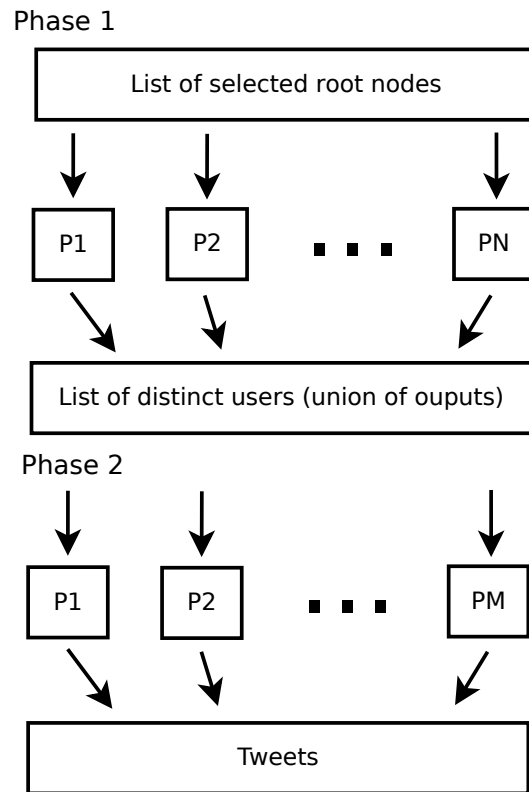 Phase 1
List of selected root nodes
P1 P2 PN
List of distinct users (union of ouputs)
Phase 2
P1 P2 PM
Tweets